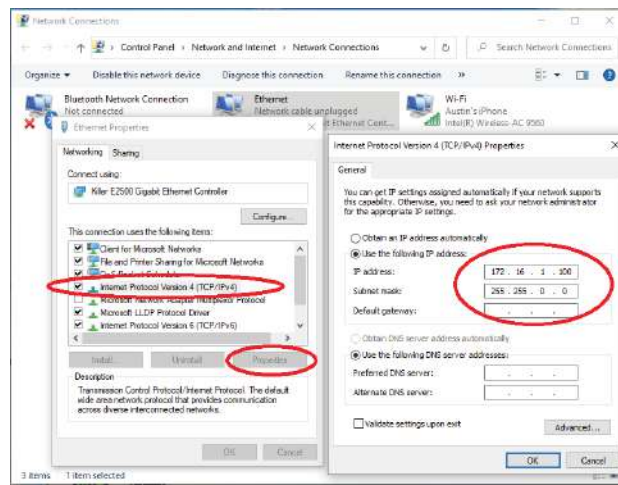 Network Connections
Control Panel › Network and Internet › Network Connections
Search Network Connections
Organize
Disable this network device
Diagnose this connection
Rename this connection
»
Bluetooth Network Connection
Not connected
Ethernet
Network cable unplugged
Wi-Fi
Austin's iPhone
Intel(R) Wireless-AC 9560
Ethernet Properties
Networking
Sharing
Connect using:
Killer E2500 Gigabit Ethernet Controller
Configure...
This connection uses the following items:
Client for Microsoft Networks
File and Printer Sharing for Microsoft Networks
Internet Protocol Version 4 (TCP/IPv4)
Microsoft Network Adapter Multiplexor Protocol
Microsoft LLDP Protocol Driver
Internet Protocol Version 6 (TCP/IPv6)
Install...
Uninstall
Properties
Description
Transmission Control Protocol/Internet Protocol. The default
wide area network protocol that provides communication
across diverse interconnected networks.
OK
Cancel
Internet Protocol Version 4 (TCP/IPv4) Properties
General
You can get IP settings assigned automatically if your network supports
this capability. Otherwise, you need to ask your network administrator
for the appropriate IP settings.
Obtain an IP address automatically
Use the following IP address:
IP address:
172 . 16 . 1 . 100
Subnet mask:
255 . 255 . 0 . 0
Default gateway:
. . .
Obtain DNS server address automatically
Use the following DNS server addresses:
Preferred DNS server:
. . .
Alternate DNS server:
. . .
Validate settings upon exit
Advanced...
OK
Cancel
3 items
1 item selected